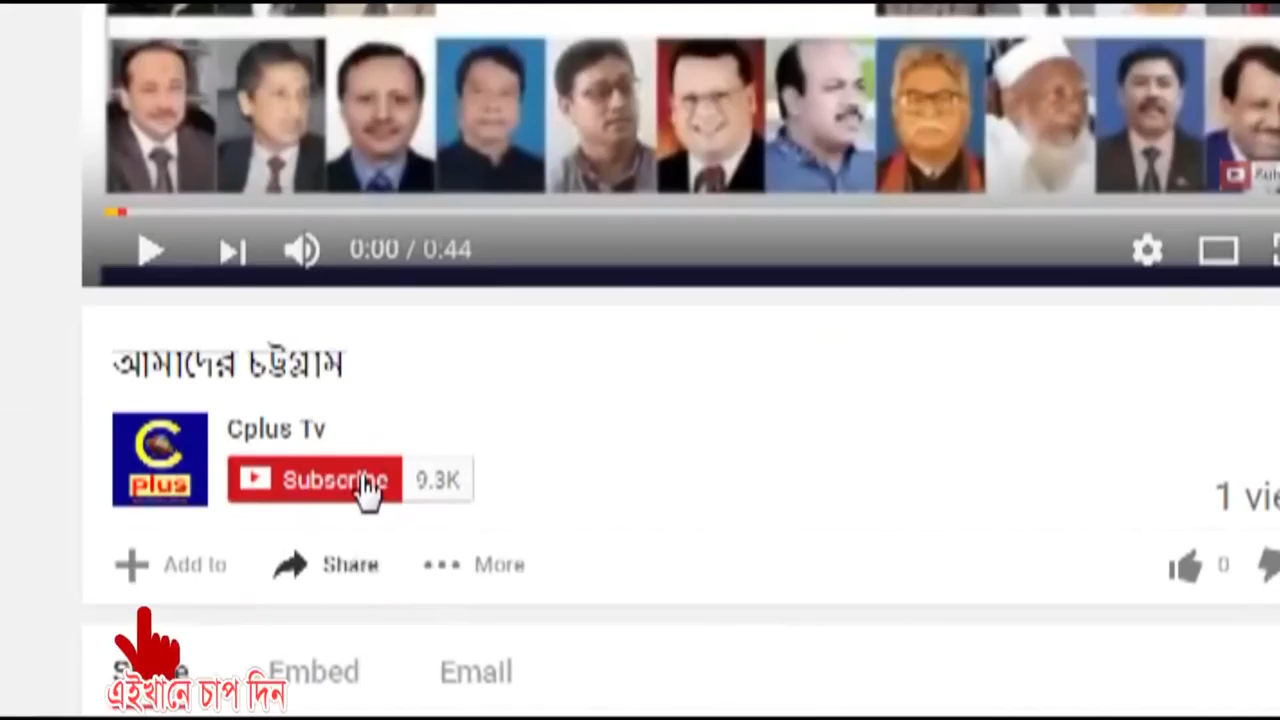 0:00 / 0:44
আমাদের চট্টগ্রাম
C
plus
Cplus Tv
Subscribe 9.3K
1 vie
Add to Share More
0
Embed Email
এইখানে চাপ দিন